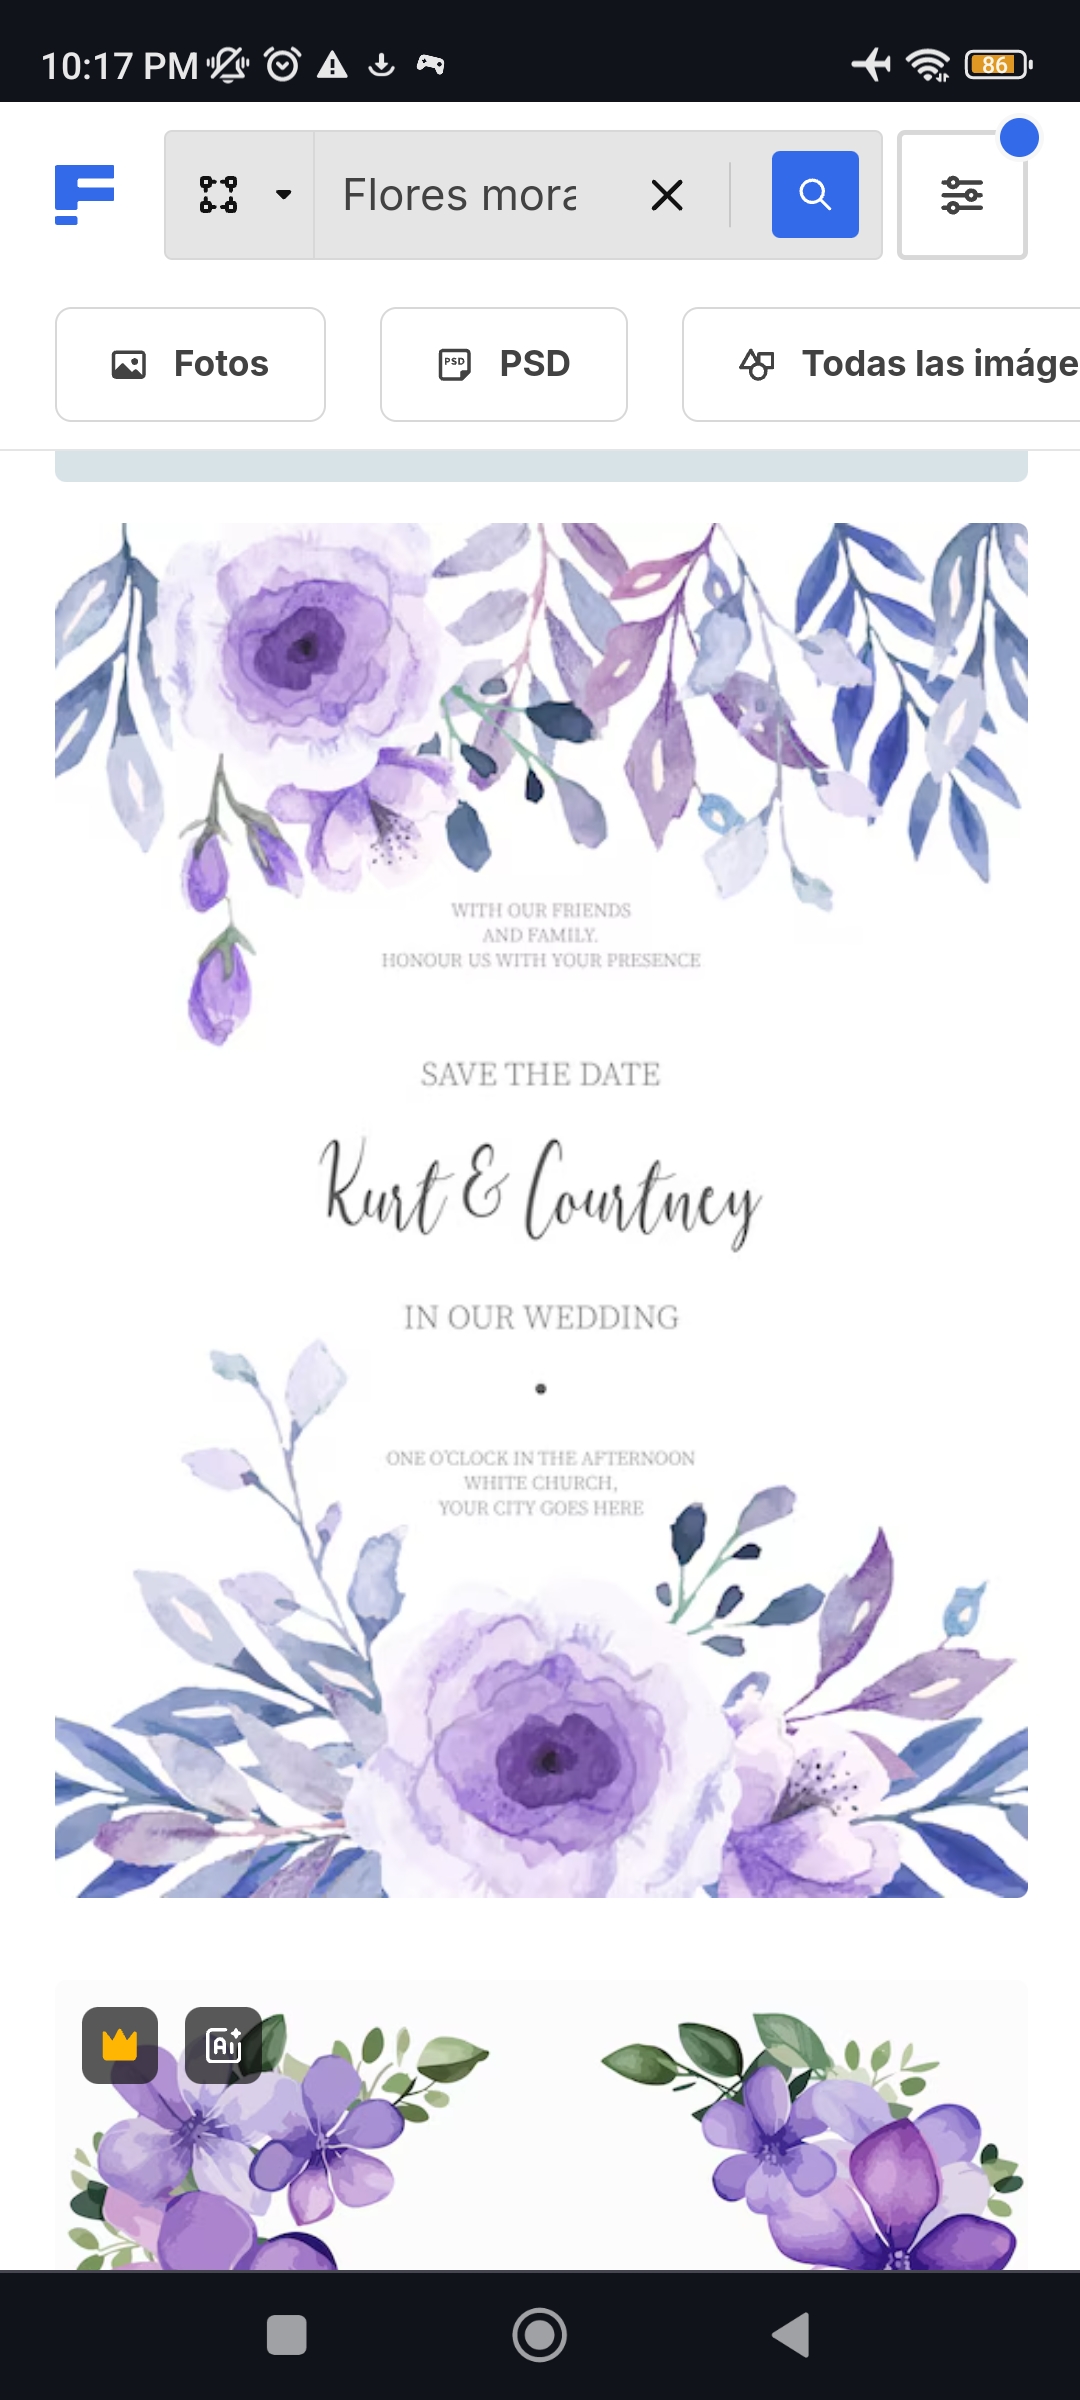 10:17 PM
86
Flores mora
Fotos
PSD
PSD
Todas las imáge
WITH OUR FRIENDS
AND FAMILY.
HONOUR US WITH YOUR PRESENCE
SAVE THE DATE
Kurt & Courtney
IN OUR WEDDING
•
ONE O'CLOCK IN THE AFTERNOON
WHITE CHURCH,
YOUR CITY GOES HERE
Ai